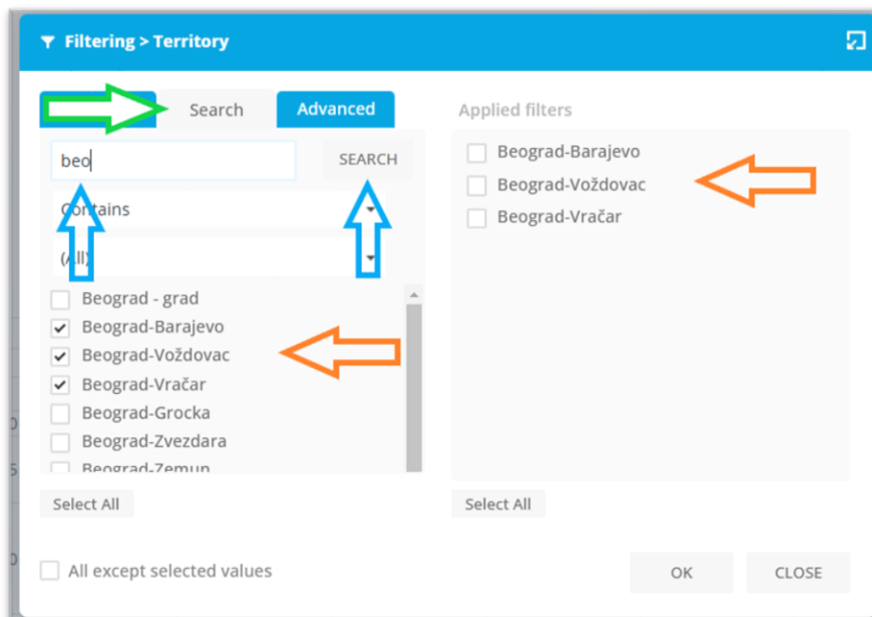 Filtering > Territory
Search
Advanced
beo
SEARCH
Contains
(All)
Beograd - grad
Beograd-Barajevo
Beograd-Voždovac
Beograd-Vračar
Beograd-Grocka
Beograd-Zvezdara
Beograd-Zemun
Select All
Applied filters
Beograd-Barajevo
Beograd-Voždovac
Beograd-Vračar
Select All
All except selected values
OK
CLOSE